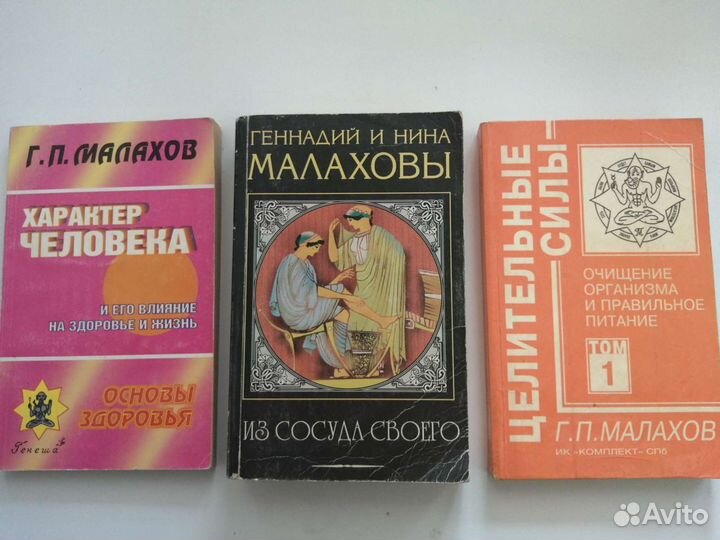 Г.П.МАЛАХОВ
ХАРАКТЕР
ЧЕЛОВЕКА
И ЕГО ВЛИЯНИЕ
НА ЗДОРОВЬЕ И ЖИЗНЬ
ОСНОВЫ
ЗДОРОВЬЯ
Генеша
ГЕННАДИЙ И НИНА
МАЛАХОВЫ
ИЗ СОСУДА СВОЕГО
ЦЕЛИТЕЛЬНЫЕ
СИЛЫ
ОЧИЩЕНИЕ
ОРГАНИЗМА
И ПРАВИЛЬНОЕ
ПИТАНИЕ
ТОМ
1
Г.П.МАЛАХОВ
ИК «КОМПЛЕКТ» СПб
Avito